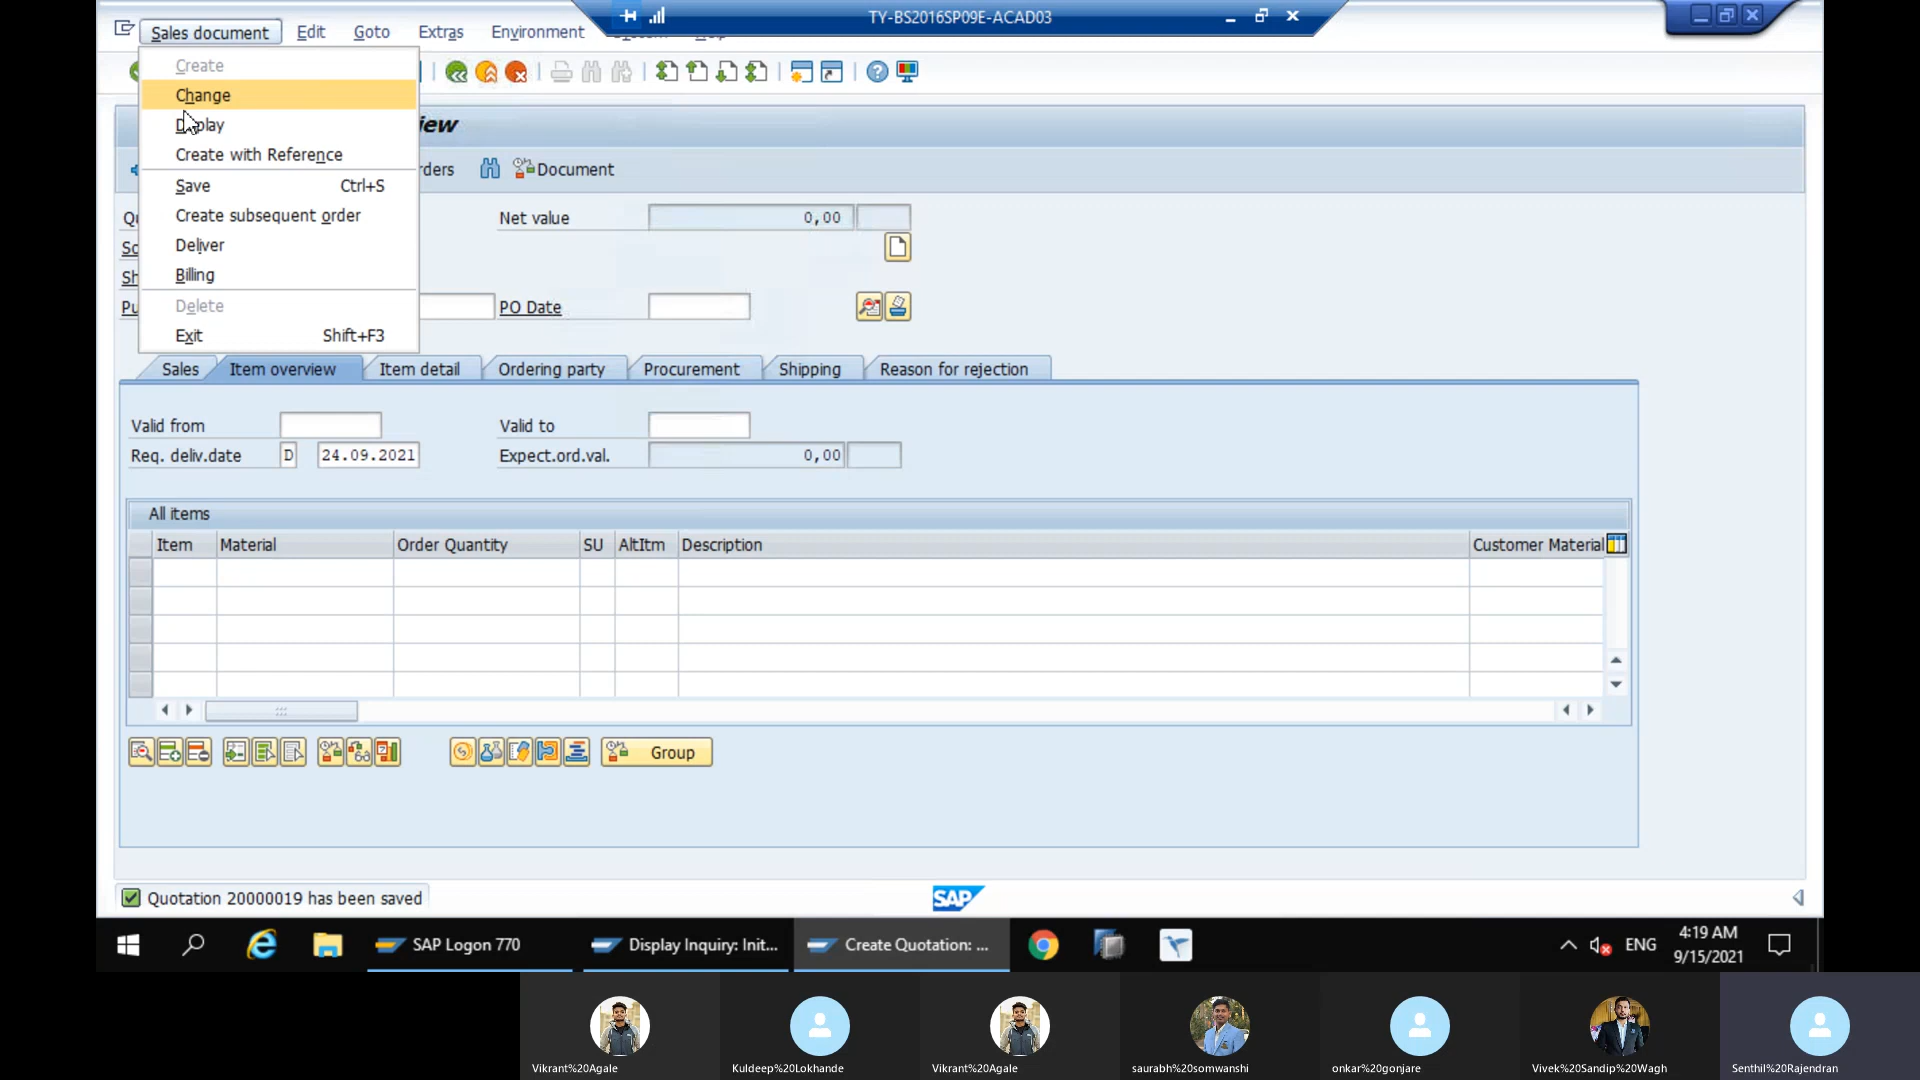 TY-BS2016SP09E-ACAD03
Sales document Edit Goto Extras Environment
Create
Change
Display
Create with Reference
Save Ctrl+S
Create subsequent order
Deliver
Billing
Delete
Exit Shift+F3
Document
Net value 0,00
PO Date
Sales Item overview Item detail Ordering party Procurement Shipping Reason for rejection
Valid from Valid to
Req. deliv.date D 24.09.2021 Expect.ord.val. 0,00
All items
Item Material Order Quantity SU AltItm Description Customer Material
Group
Quotation 20000019 has been saved
SAP
SAP Logon 770 Display Inquiry: Init... Create Quotation: ... ENG 4:19 AM
9/15/2021
Vikrant%20Agale Kuldeep%20Lokhande Vikrant%20Agale saurabh%20somwanshi onkar%20gonjare Vivek%20Sandip%20Wagh Senthil%20Rajendran